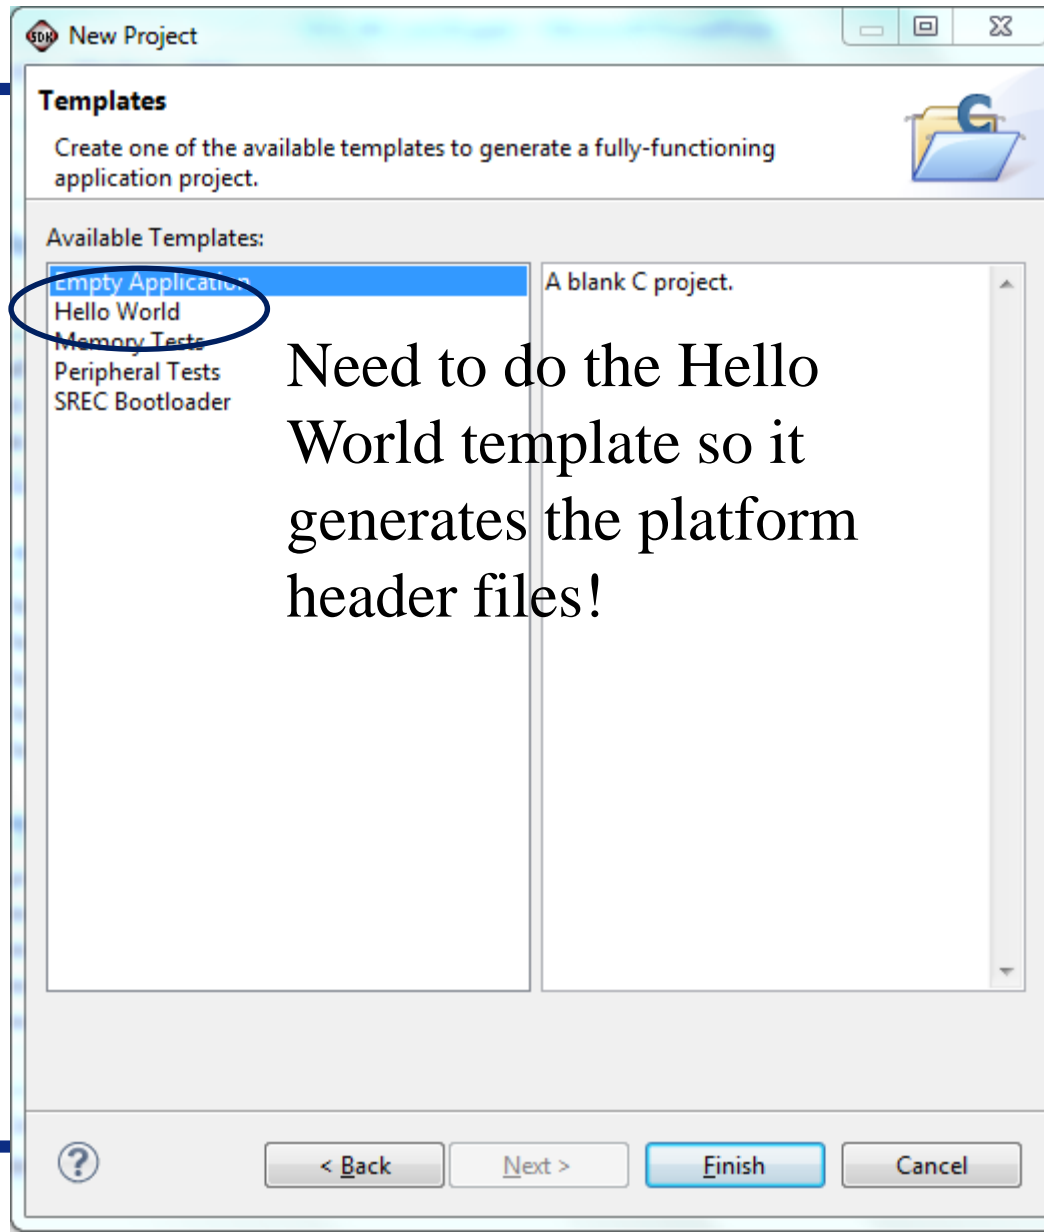 SDK New Project
Templates
Create one of the available templates to generate a fully-functioning
application project.
Available Templates:
Empty Application
Hello World
Memory Tests
Peripheral Tests
SREC Bootloader
A blank C project.
Need to do the Hello
World template so it
generates the platform
header files!
C
? < Back Next > Finish Cancel